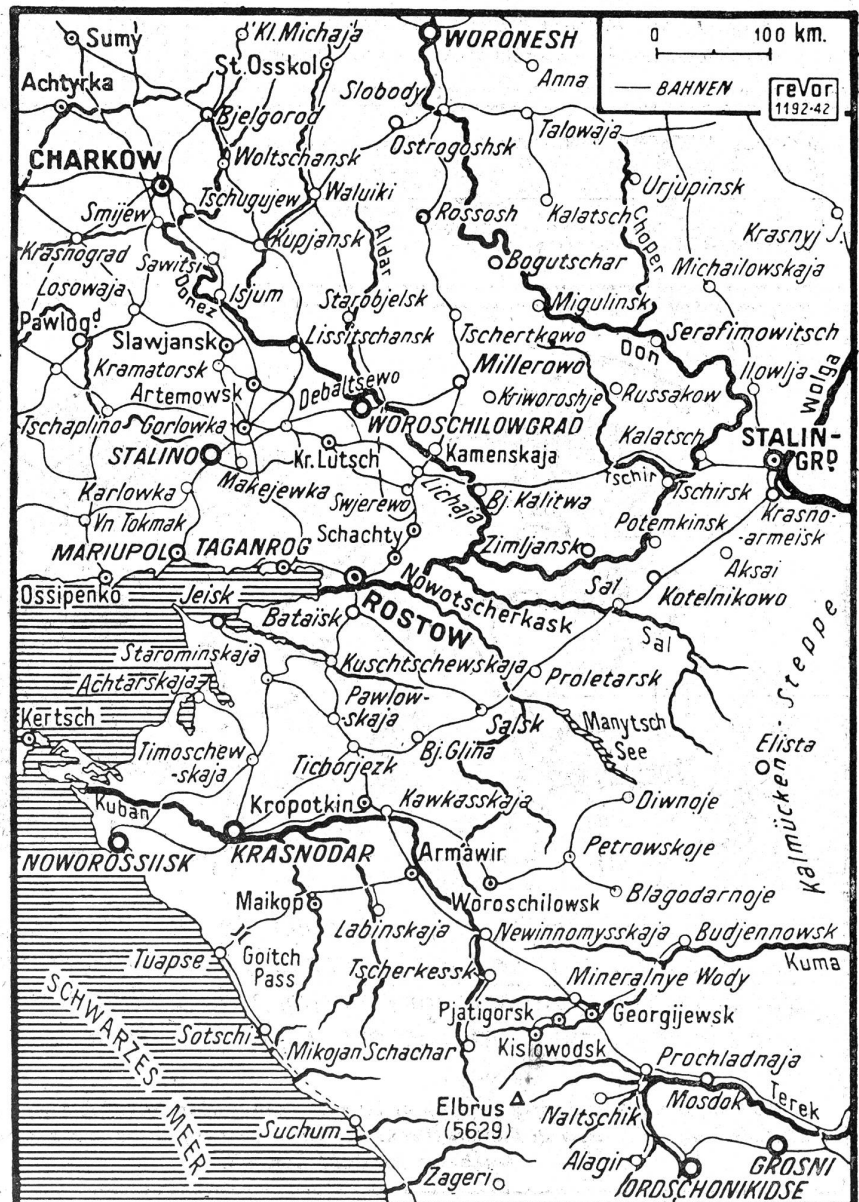 Sumy
Kl. Michaja
WORONESH
0 100 km.
Anna
BAHNEN
revor
1192-42
Achtyrka
St. Osskol
Slobody
Bjelgorod
Ostrogoshsk
Talowaja
CHARKOW
Woltschansk
Tschugujew
Waluiki
Urjupinsk
Smijew
Rossosh
Kalatsch
Choper
Krasnyj J.
Krasnograd
Kupjansk
Aldar
Sawitsi
Bogutschar
Michailowskaja
Losowaja
Donez
Isjum
Starobjelsk
Migulinsk
Pawlogd
Slawjansk
Lissitschansk
Tschertkowo
Don
Serafimowitsch
Kramatorsk
Millerowo
Ilowlja
Wolga
Artemowsk
Debaltsewo
Kriworoshje
Russakow
Tschaplino
Gorlowka
WOROSCHILOWGRAD
Kalatsch
STALIN-
GRD
STALINO
Kr. Lutsch
Kamenskaja
Makejewka
Tschir
Karlowka
Swjerewo
Lichaja
Bj. Kalitwa
Tschirsk
Krasno-
armeisk
Vn Tokmak
Schachty
Potemkinsk
MARIUPOL
TAGANROG
Zimljansk
Aksai
Ossipenko
Jeisk
Nowotscherkask
Sal
Kotelnikowo
Bataïsk
ROSTOW
Sal
Starominskaja
Kuschtschewskaja
Proletarsk
Kalmücken-Steppe
Achtarskaja
Pawlow-
skaja
Kertsch
Salsk
Manytsch
See
Timoschew
-skaja
Bj. Glina
Elista
Tichorjezk
Kuban
Kropotkin
Kawkasskaja
Diwnoje
NOWOROSSIISK
KRASNODAR
Armawir
Petrowskoje
Maikop
Woroschilowsk
Blagodarnoje
Labinskaja
Newinnomysskaja
Budjennowsk
Tuapse
Goitch
Pass
Tscherkessk
Kuma
Mineralnye Wody
SCHWARZES
MEER
Pjatigorsk
Georgijewsk
Sotschi
Mikojan Schachar
Kislowodsk
Prochladnaja
Elbrus
(5629)
Naltschik
Mosdok
Terek
Suchum
Alagir
GROSNI
Zageri
ORDSCHONIKIDSE